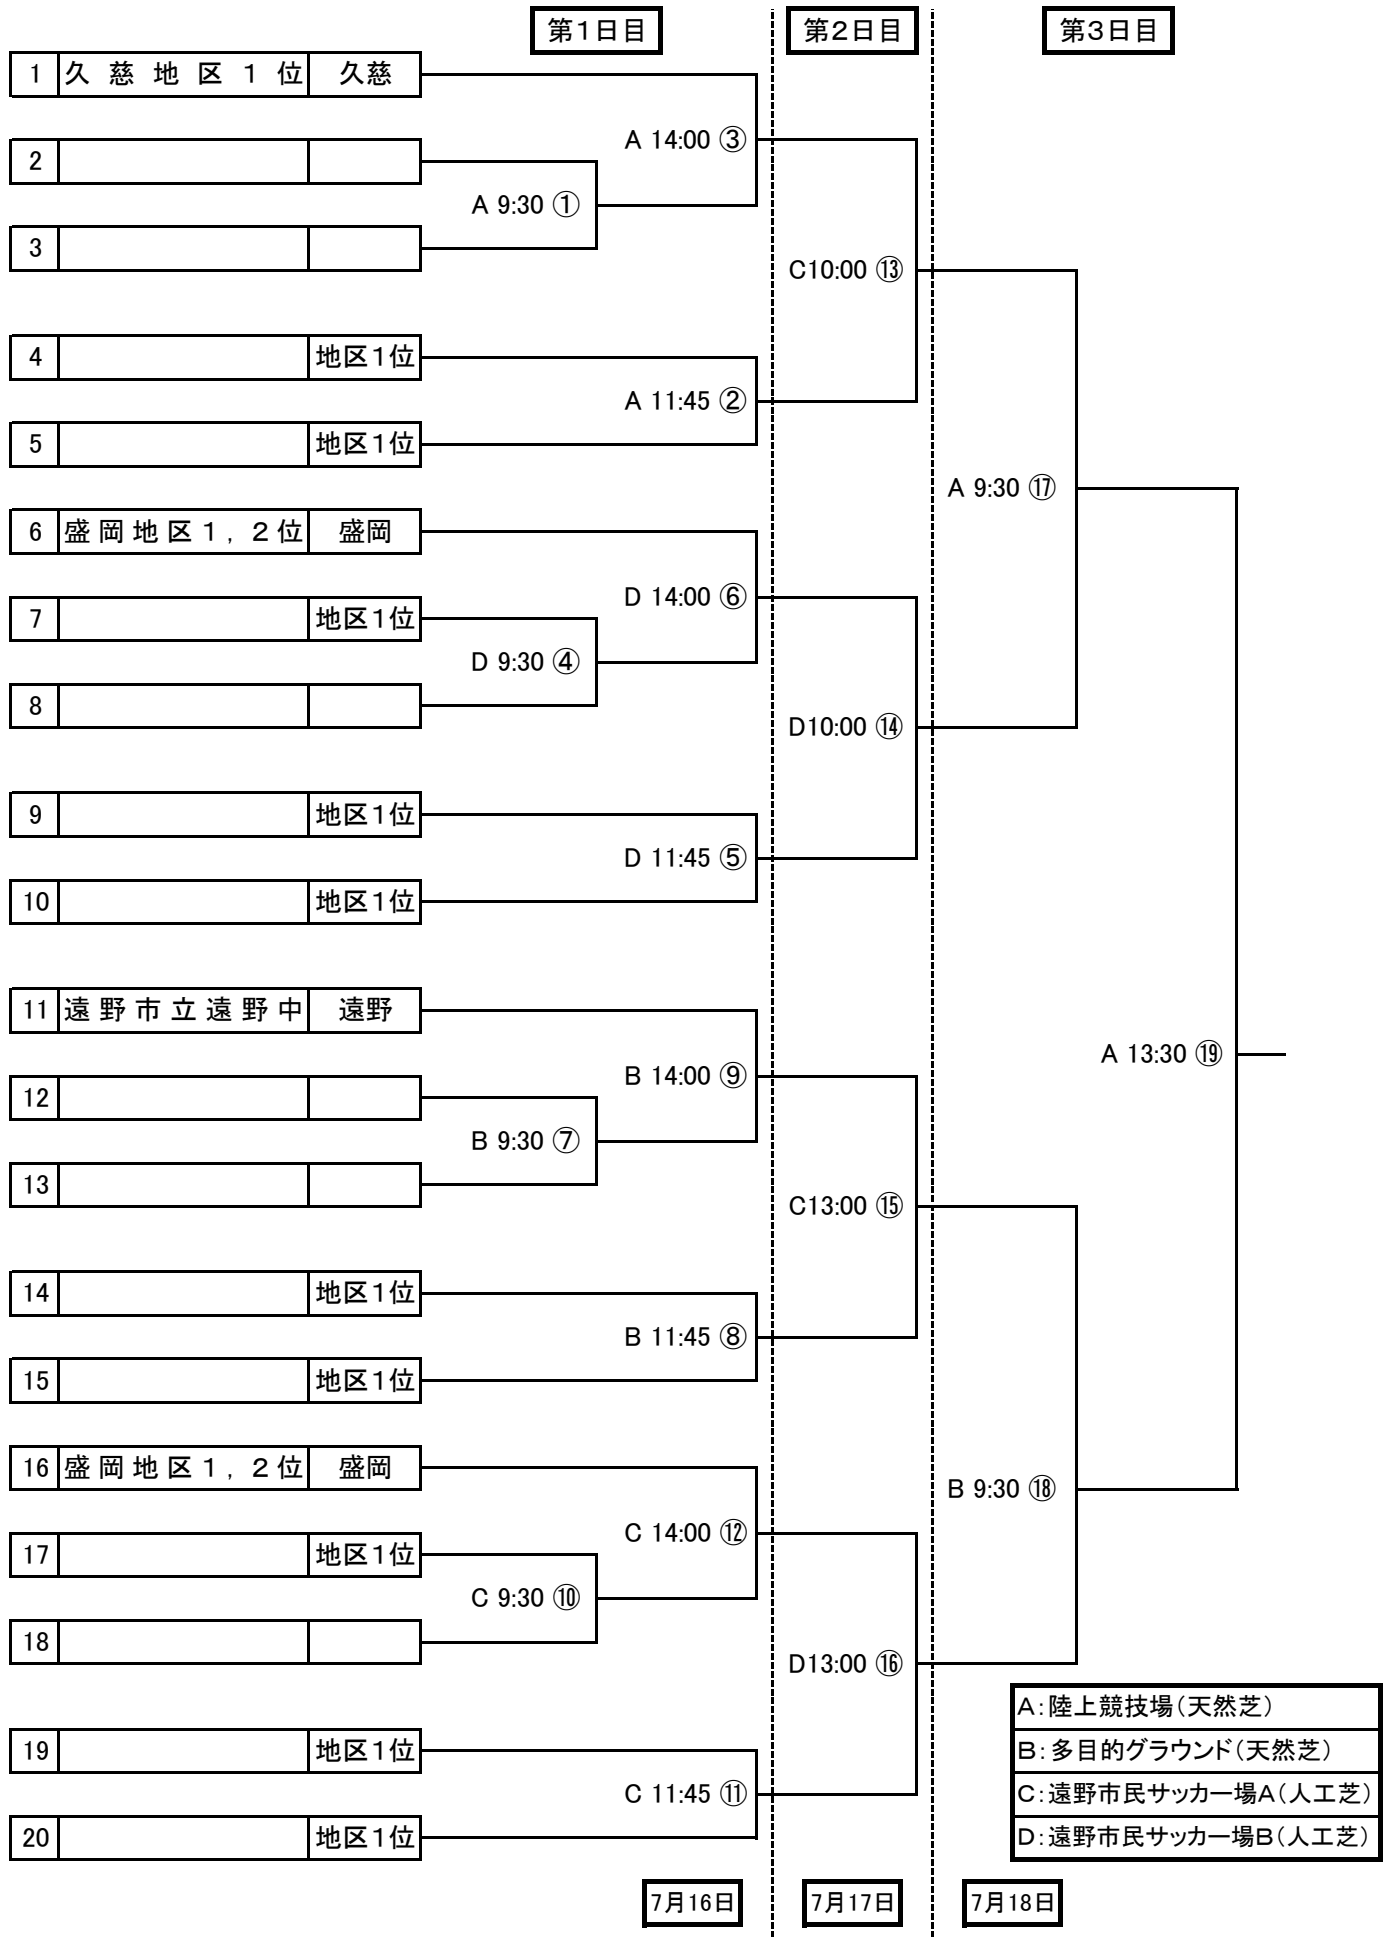 第１日目 第２日目 第３日目
1 久慈地区１位 久慈
A 14:00 ③
2
A 9:30 ①
3
C10:00 ⑬
4 地区１位
A 11:45 ②
5 地区１位
A 9:30 ⑰
6 盛岡地区１，２位 盛岡
D 14:00 ⑥
7 地区１位
D 9:30 ④
8
D10:00 ⑭
9 地区１位
D 11:45 ⑤
10 地区１位
11 遠野市立遠野中 遠野
A 13:30 ⑲
B 14:00 ⑨
12
B 9:30 ⑦
13
C13:00 ⑮
14 地区１位
B 11:45 ⑧
15 地区１位
16 盛岡地区１，２位 盛岡
B 9:30 ⑱
C 14:00 ⑫
17 地区１位
C 9:30 ⑩
18
D13:00 ⑯
19 地区１位
C 11:45 ⑪
20 地区１位
A：陸上競技場（天然芝）
B：多目的グラウンド（天然芝）
C：遠野市民サッカー場A（人工芝）
D：遠野市民サッカー場B（人工芝）
7月16日 7月17日 7月18日